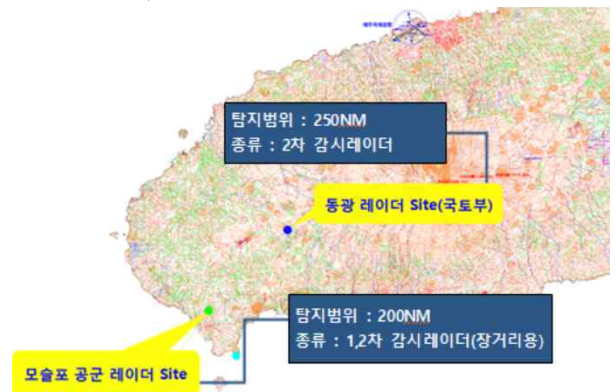 탐지범위 : 250NM
종류 : 2차 감시레이더
동광 레이더 Site(국토부)
탐지범위 : 200NM
종류 : 1,2차 감시레이더(장거리용)
모슬포 공군 레이더 Site